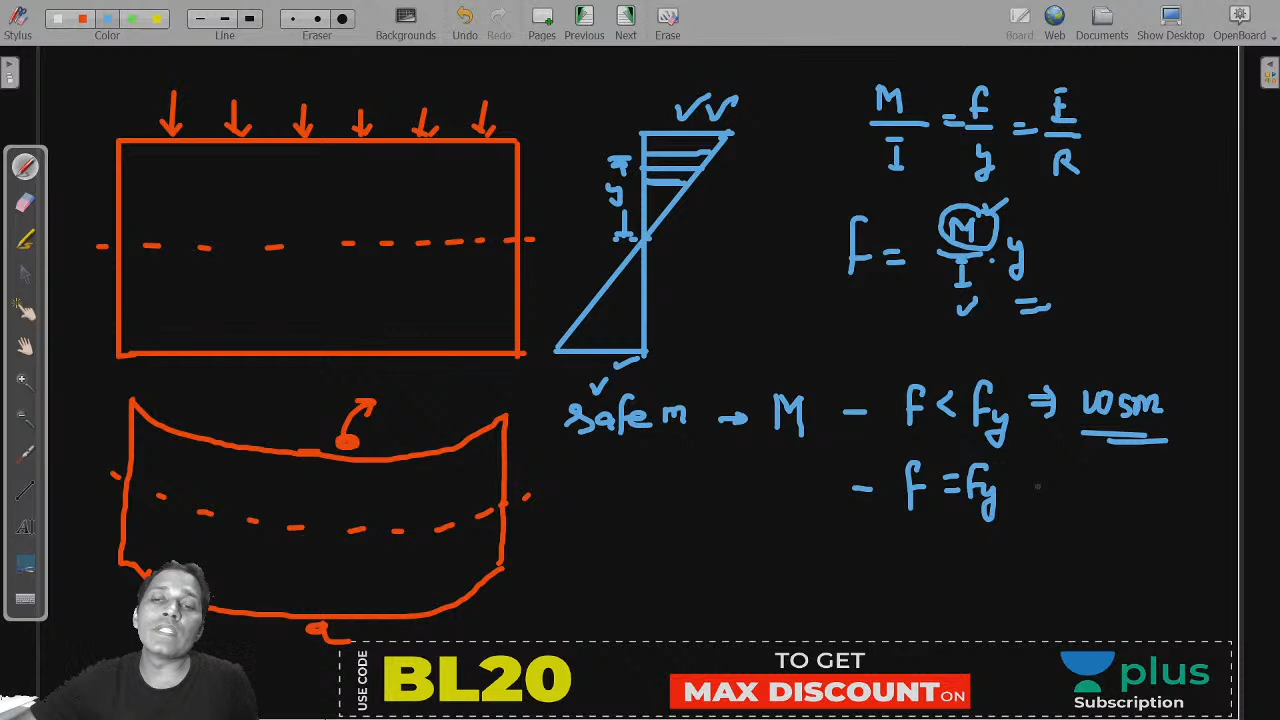 Stylus
Color
Line
Eraser
Backgrounds
Undo
Redo
Pages
Previous
Next
Erase
Board
Web
Documents
Show Desktop
OpenBoard
M/I = f/y = E/R
y
f = M/I . y
safe m → M - f < fy ⇒ WSM
- f = fy
USE CODE
BL20
TO GET
MAX DISCOUNT ON
plus
Subscription